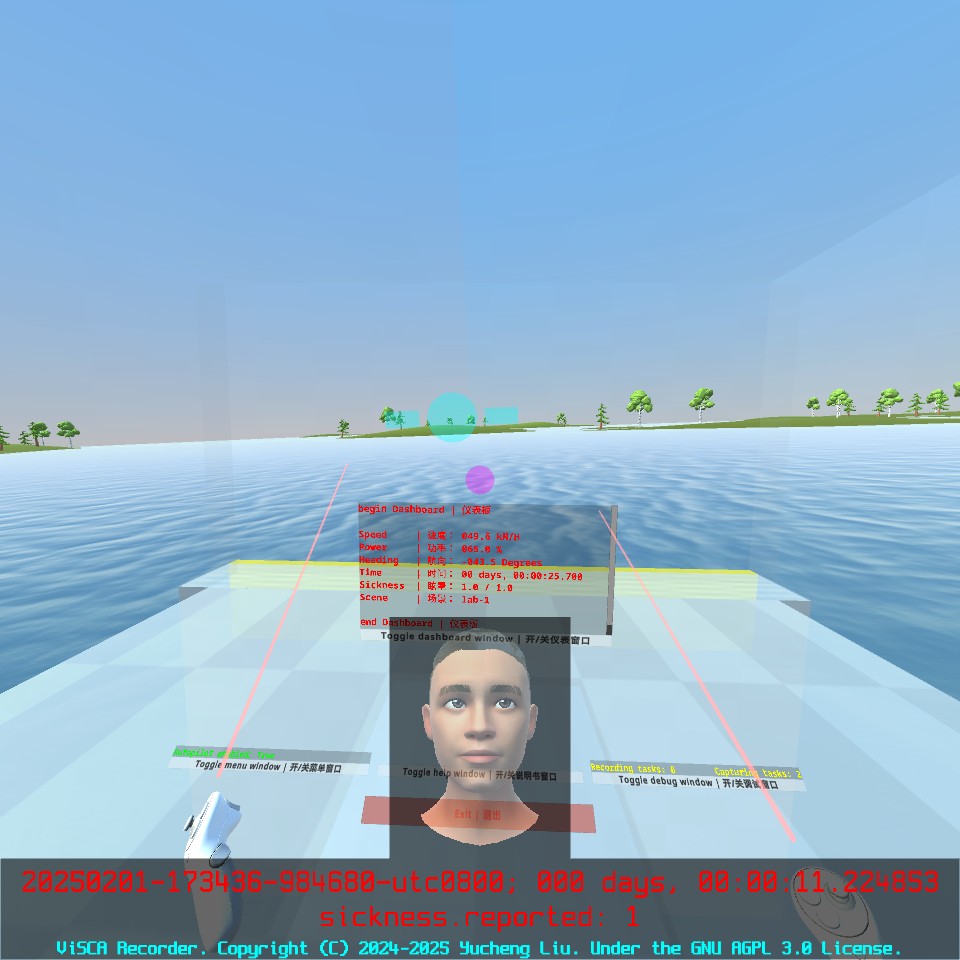 begin Dashboard | 仪表板
Speed | 速度: 049.6 kN/H
Power | 功率: 065.0 %
Heading | 航向: -043.5 Degrees
Time | 时间: 00 days, 00:00:25.700
Sickness | 眩晕: 1.0 / 1.0
Scene | 场景: lab-1
end Dashboard | 仪表板
Toggle dashboard window | 开/关仪表窗口
Autopilot
Toggle menu window | 开/关菜单窗口
Toggle help window | 开/关说明书窗口
Recording tasks: 0 Capturing tasks: 2
Toggle debug window | 开/关调试窗口
Exit | 退出
20250201-173436-984680-utc0800; 000 days, 00:00:11.224853
sickness.reported: 1
ViSCA Recorder. Copyright (C) 2024-2025 Yucheng Liu. Under the GNU AGPL 3.0 License.